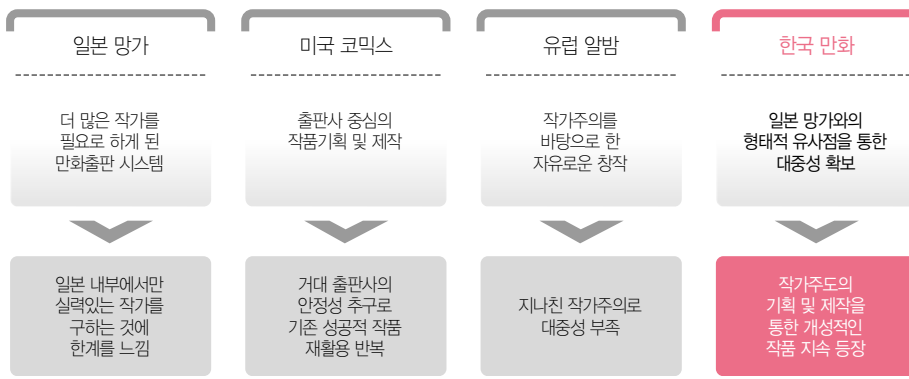 일본 망가
더 많은 작가를
필요로 하게 된
만화출판 시스템
일본 내부에서만
실력있는 작가를
구하는 것에
한계를 느낌
미국 코믹스
출판사 중심의
작품기획 및 제작
거대 출판사의
안정성 추구로
기존 성공적 작품
재활용 반복
유럽 알밤
작가주의를
바탕으로 한
자유로운 창작
지나친 작가주의로
대중성 부족
한국 만화
일본 망가와의
형태적 유사점을 통한
대중성 확보
작가주도의
기획 및 제작을
통한 개성적인
작품 지속 등장